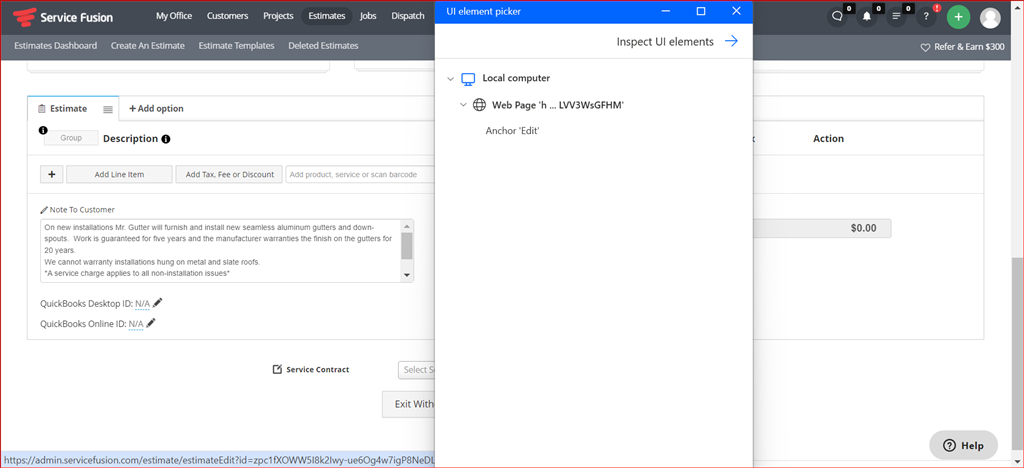 Service Fusion My Office Customers Projects Estimates Jobs Dispatch 0 0 0 ? !
Estimates Dashboard Create An Estimate Estimate Templates Deleted Estimates Refer & Earn $300
UI element picker
Inspect UI elements
Local computer
Web Page 'h ... LVV3WsGFHM'
Anchor 'Edit'
Estimate + Add option
Group Description Action
+ Add Line Item Add Tax, Fee or Discount Add product, service or scan barcode
Note To Customer
On new installations Mr. Gutter will furnish and install new seamless aluminum gutters and down-
spouts. Work is guaranteed for five years and the manufacturer warranties the finish on the gutters for
20 years.
We cannot warranty installations hung on metal and slate roofs.
"A service charge applies to all non-installation issues"
$0.00
QuickBooks Desktop ID: N/A
QuickBooks Online ID: N/A
Service Contract Select S
Exit With
Help
https://admin.servicefusion.com/estimate/estimateEdit?id=zpc1fXOWW5I8k2Iwy-ue6Og4w7igP8NeDL